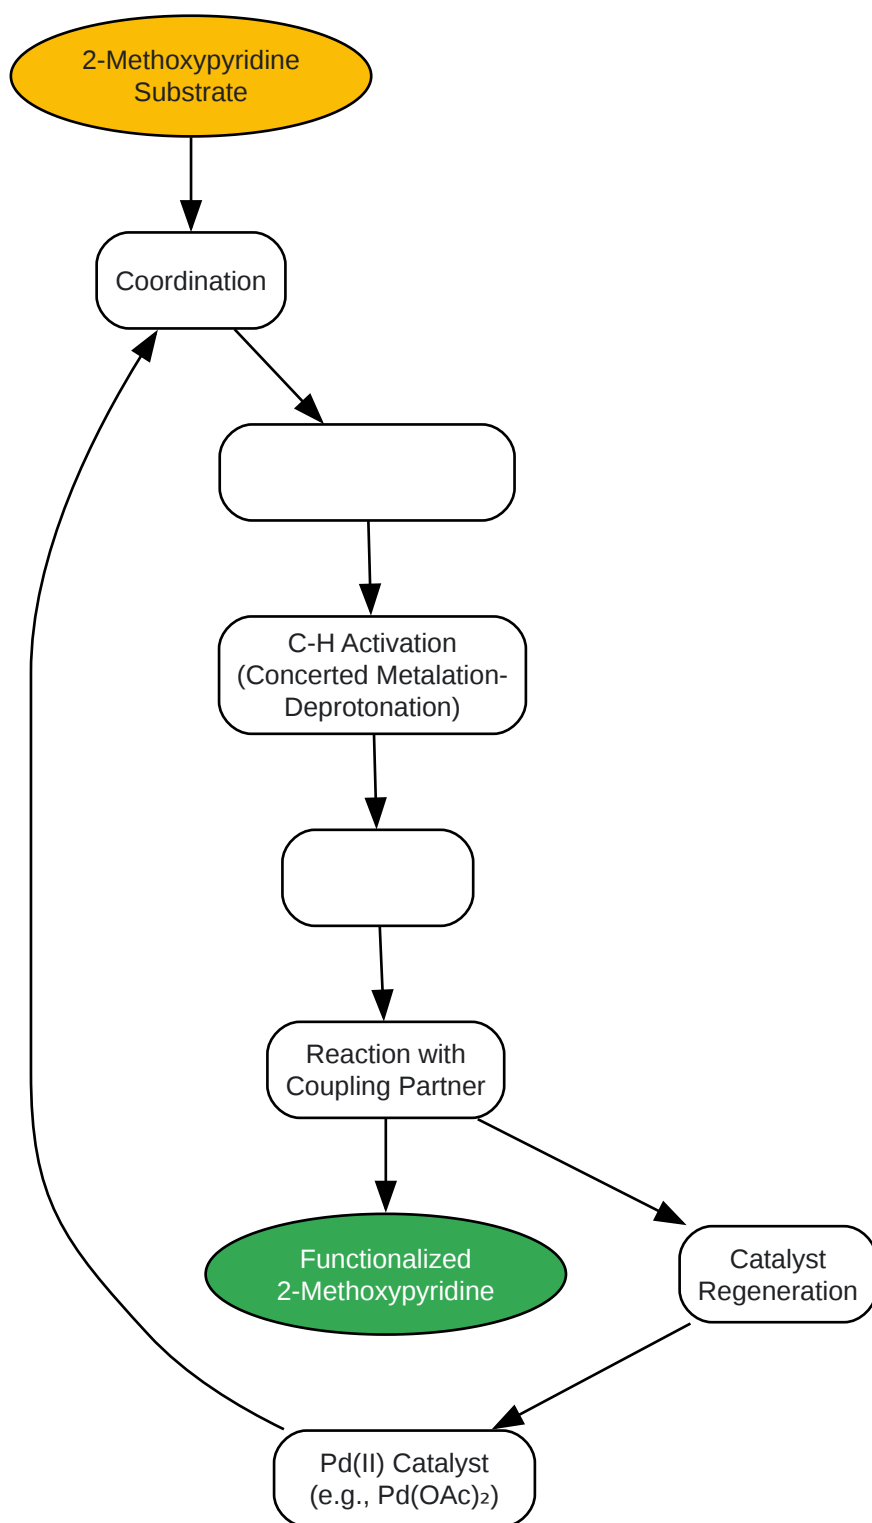 2-Methoxypyridine
Substrate
Coordination
C-H Activation
(Concerted Metalation-
Deprotonation)
Reaction with
Coupling Partner
Functionalized
2-Methoxypyridine
Catalyst
Regeneration
Pd(II) Catalyst
(e.g., Pd(OAc)₂)